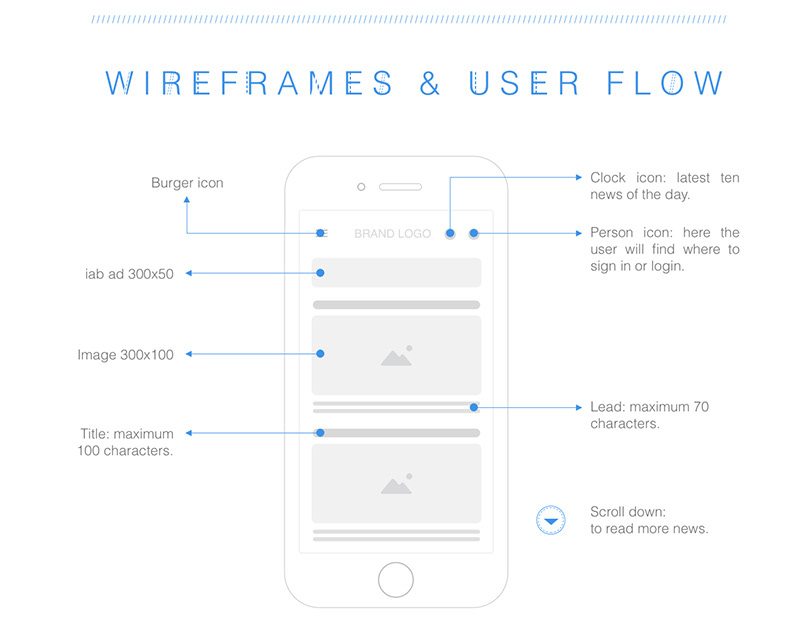 WIREFRAMES & USER FLOW
Burger icon
Clock icon: latest ten
news of the day.
BRAND LOGO
Person icon: here the
user will find where to
sign in or login.
iab ad 300x50
Image 300x100
Lead: maximum 70
characters.
Title: maximum
100 characters.
Scroll down:
to read more news.